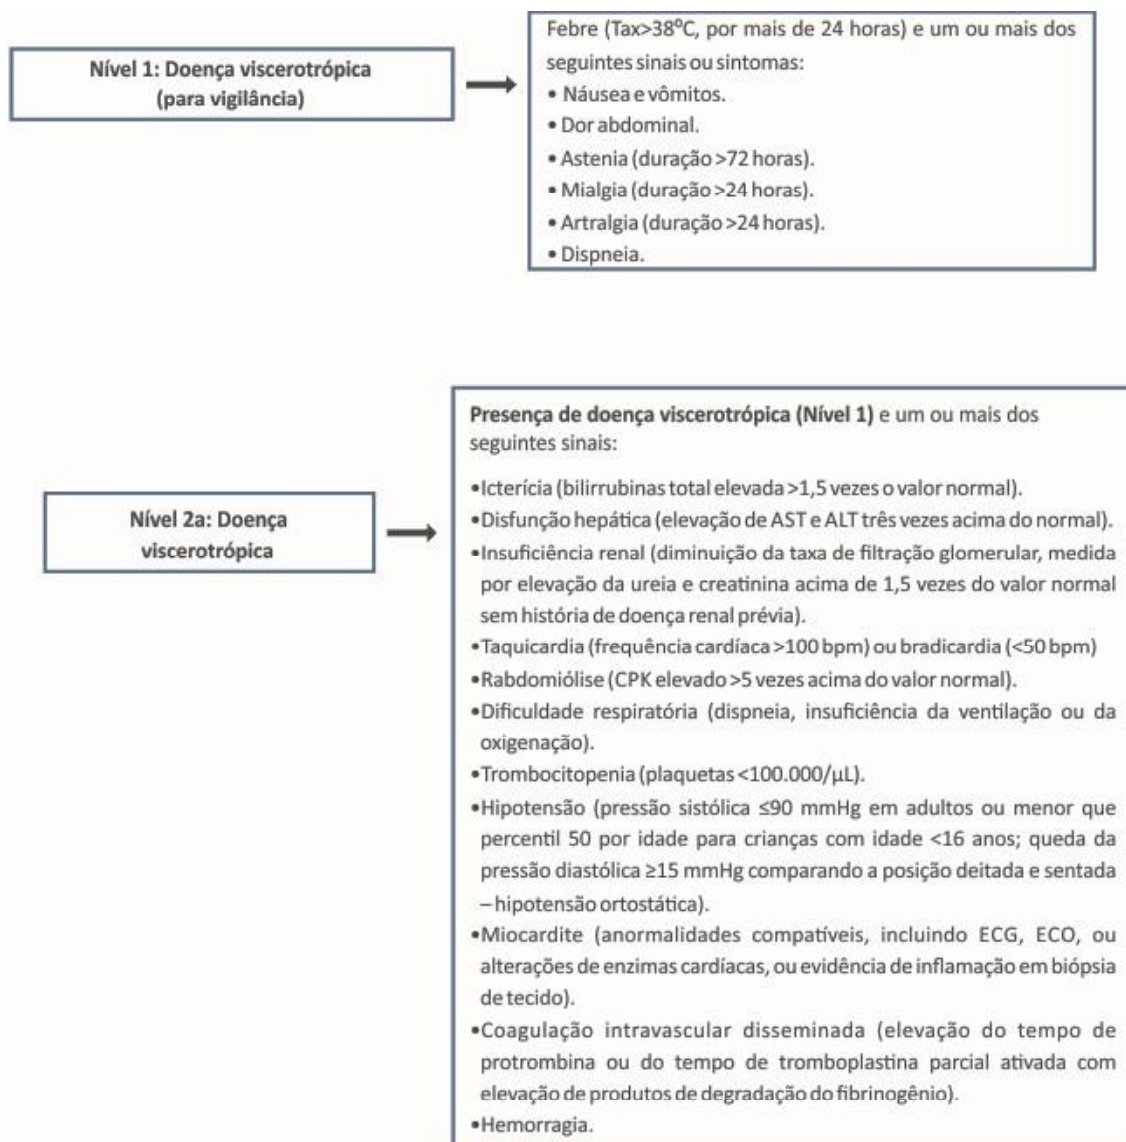 Nível 1: Doença viscerotrópica
(para vigilância)
Febre (Tax>38ºC, por mais de 24 horas) e um ou mais dos
seguintes sinais ou sintomas:
• Náusea e vômitos.
• Dor abdominal.
• Astenia (duração >72 horas).
• Mialgia (duração >24 horas).
• Artralgia (duração >24 horas).
• Dispneia.
Nível 2a: Doença
viscerotrópica
Presença de doença viscerotrópica (Nível 1) e um ou mais dos
seguintes sinais:
•Icterícia (bilirrubinas total elevada >1,5 vezes o valor normal).
•Disfunção hepática (elevação de AST e ALT três vezes acima do normal).
•Insuficiência renal (diminuição da taxa de filtração glomerular, medida
por elevação da ureia e creatinina acima de 1,5 vezes do valor normal
sem história de doença renal prévia).
•Taquicardia (frequência cardíaca >100 bpm) ou bradicardia (<50 bpm)
•Rabdomiólise (CPK elevado >5 vezes acima do valor normal).
•Dificuldade respiratória (dispneia, insuficiência da ventilação ou da
oxigenação).
•Trombocitopenia (plaquetas <100.000/µL).
•Hipotensão (pressão sistólica ≤90 mmHg em adultos ou menor que
percentil 50 por idade para crianças com idade <16 anos; queda da
pressão diastólica ≥15 mmHg comparando a posição deitada e sentada
– hipotensão ortostática).
•Miocardite (anormalidades compatíveis, incluindo ECG, ECO, ou
alterações de enzimas cardíacas, ou evidência de inflamação em biópsia
de tecido).
•Coagulação intravascular disseminada (elevação do tempo de
protrombina ou do tempo de tromboplastina parcial ativada com
elevação de produtos de degradação do fibrinogênio).
•Hemorragia.